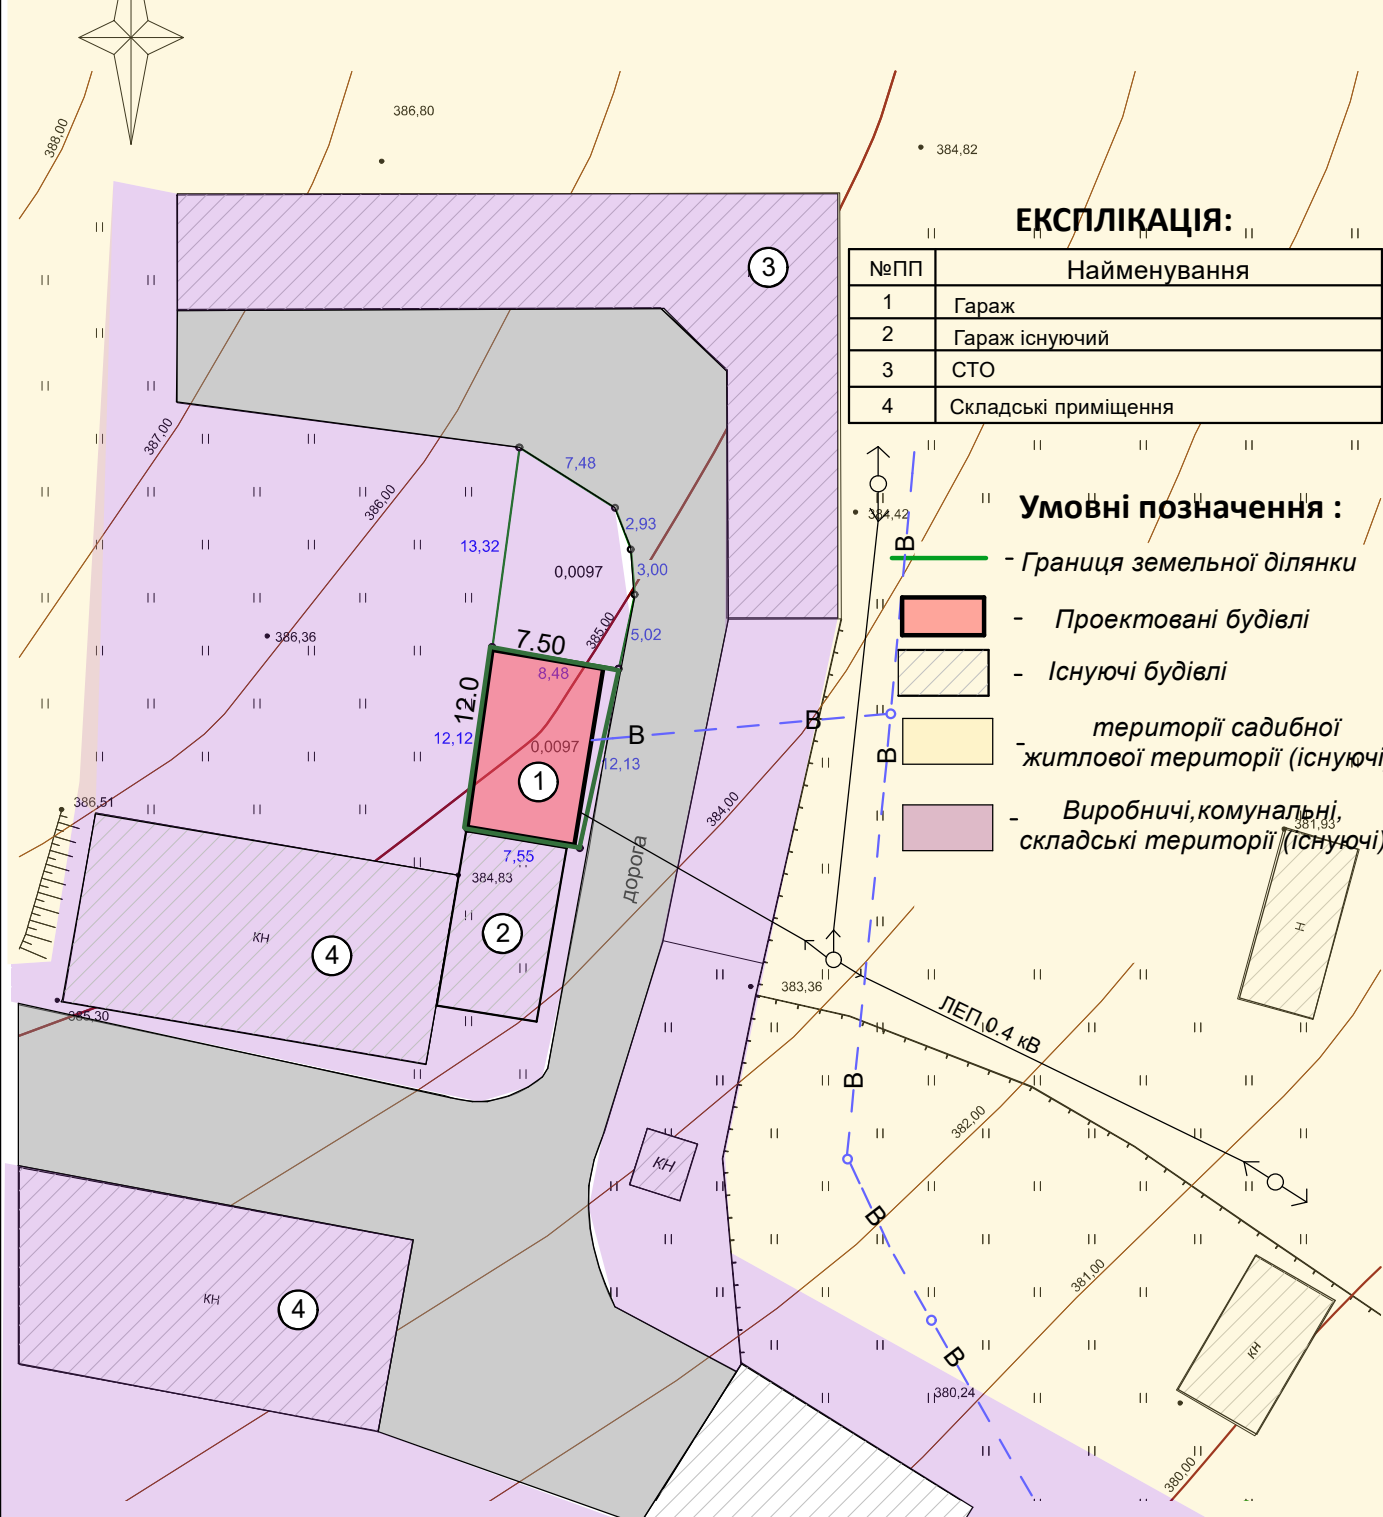 388,00
386,80
384,82
ЕКСПЛІКАЦІЯ:
№ПП Найменування
1 Гараж
2 Гараж існуючий
3 СТО
4 Складські приміщення
3
387,00
386,00
7,48
2,93
13,32
0,0097
3,00
385,00
5,02
386,36
7.50
8,48
12.0
12,12
0,0097
12,13
1
В
В
384,42
В
Умовні позначення :
- Границя земельної ділянки
- Проектовані будівлі
- Існуючі будівлі
- території садибної
житлової території (існуючі
- Виробничі,комунальні,
складські території (існуючі)
В
381,93
386,51
384,00
дорога
7,55
384,83
2
кн
4
Н
385,30
383,36
ЛЕП 0.4 кВ
В
382,00
кн
В
381,00
кн
4
В
380,24
кн
380,00